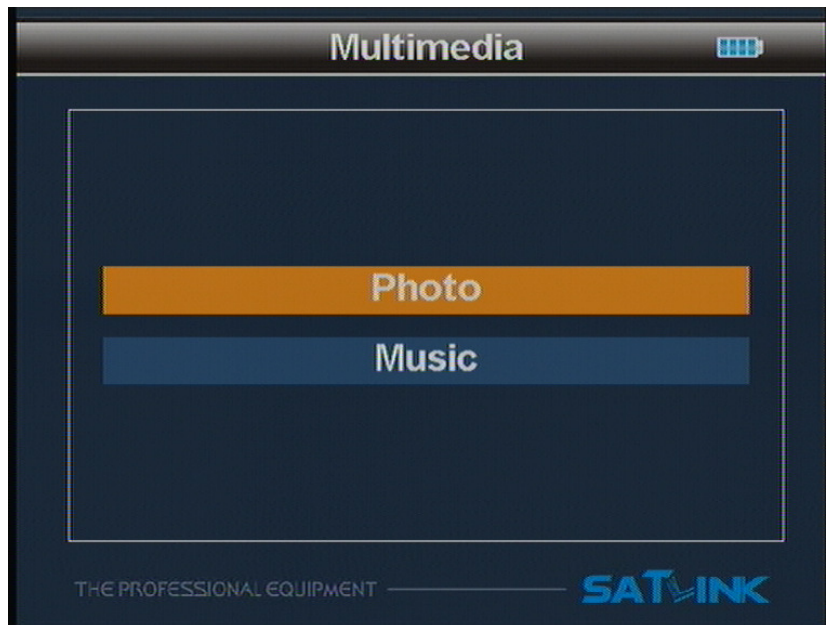 Multimedia
Photo
Music
THE PROFESSIONAL EQUIPMENT
SATLINK